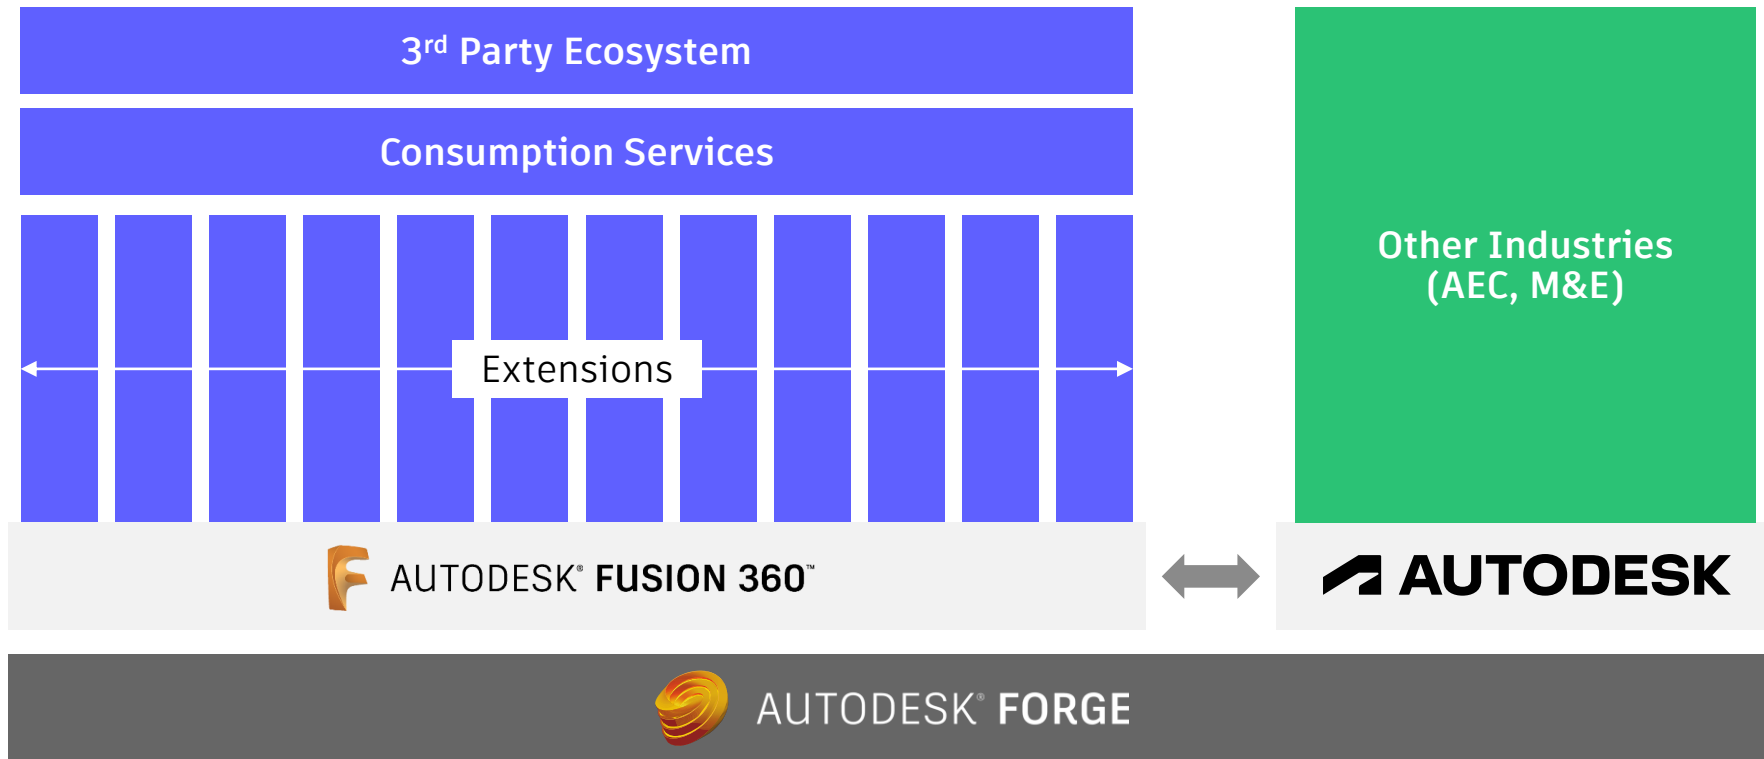 3rd Party Ecosystem
Consumption Services
Extensions
Other Industries
(AEC, M&E)
AUTODESK® FUSION 360™
AUTODESK
AUTODESK® FORGE